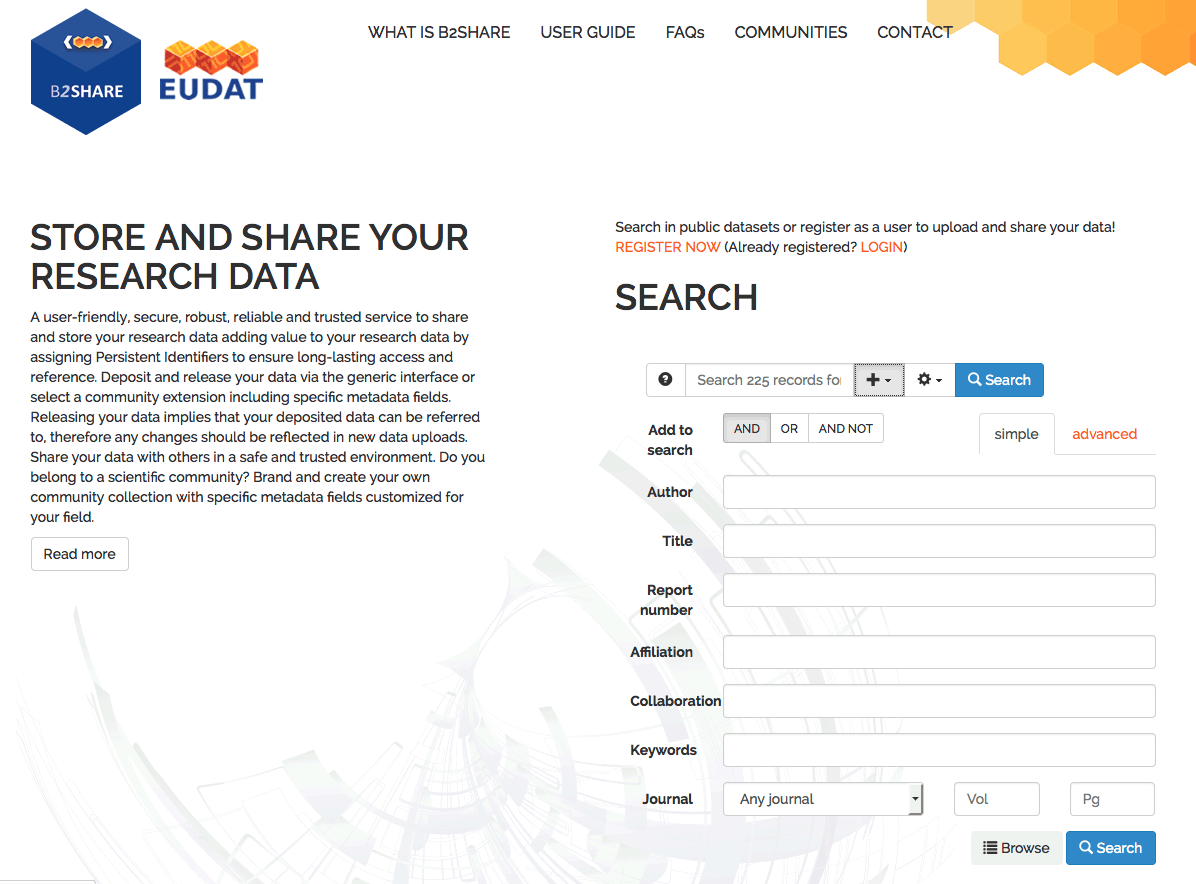 WHAT IS B2SHARE USER GUIDE FAQs COMMUNITIES CONTACT
B2SHARE
EUDAT
STORE AND SHARE YOUR
RESEARCH DATA
A user-friendly, secure, robust, reliable and trusted service to share
and store your research data adding value to your research data by
assigning Persistent Identifiers to ensure long-lasting access and
reference. Deposit and release your data via the generic interface or
select a community extension including specific metadata fields.
Releasing your data implies that your deposited data can be referred
to, therefore any changes should be reflected in new data uploads.
Share your data with others in a safe and trusted environment. Do you
belong to a scientific community? Brand and create your own
community collection with specific metadata fields customized for
your field.
Read more
Search in public datasets or register as a user to upload and share your data!
REGISTER NOW (Already registered? LOGIN)
SEARCH
Search 225 records for Search
Add to
search
AND OR AND NOT
simple advanced
Author
Title
Report
number
Affiliation
Collaboration
Keywords
Journal Any journal Vol Pg
Browse Search